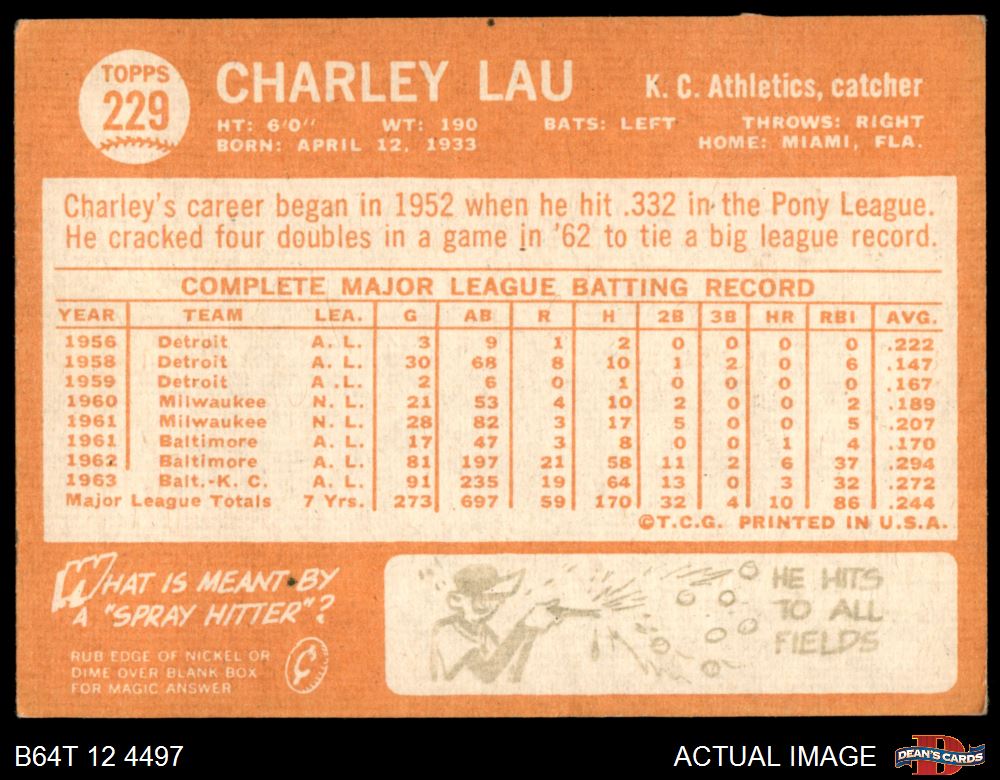 TOPPS
229
CHARLEY LAU
K. C. Athletics, catcher
HT: 6'0" WT: 190 BATS: LEFT THROWS: RIGHT
BORN: APRIL 12, 1933 HOME: MIAMI, FLA.
Charley's career began in 1952 when he hit .332 in the Pony League.
He cracked four doubles in a game in '62 to tie a big league record.
COMPLETE MAJOR LEAGUE BATTING RECORD
YEAR TEAM LEA. G AB R H 2B 3B HR RBI AVG.
1956 Detroit A. L. 3 9 1 2 0 0 0 0 .222
1958 Detroit A. L. 30 68 8 10 1 2 0 6 .147
1959 Detroit A .L. 2 6 0 1 0 0 0 0 .167
1960 Milwaukee N. L. 21 53 4 10 2 0 0 2 .189
1961 Milwaukee N. L. 28 82 3 17 5 0 0 5 .207
1961 Baltimore A. L. 17 47 3 8 0 0 1 4 .170
1962 Baltimore A. L. 81 197 21 58 11 2 6 37 .294
1963 Balt.-K. C. A. L. 91 235 19 64 13 0 3 32 .272
Major League Totals 7 Yrs. 273 697 59 170 32 4 10 86 .244
©T.C.G. PRINTED IN U.S.A.
WHAT IS MEANT BY
A "SPRAY HITTER"?
RUB EDGE OF NICKEL OR
DIME OVER BLANK BOX
FOR MAGIC ANSWER
¢
HE HITS
TO ALL
FIELDS
B64T 12 4497
ACTUAL IMAGE
DEAN'S CARDS